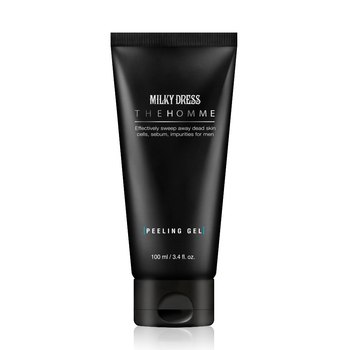 MILKY DRESS
THE HOMME
Effectively sweep away dead skin
cells, sebum, impurities for men
[PEELING GEL]
100 ml / 3.4 fl. oz.